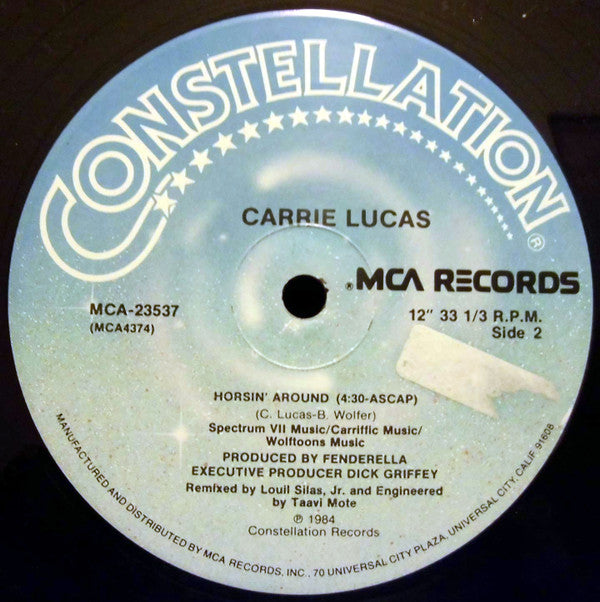 CONSTELLATION®
CARRIE LUCAS
®MCA RECORDS
MCA-23537
(MCA4374)
12" 33 1/3 R.P.M.
Side 2
HORSIN' AROUND (4:30-ASCAP)
(C. Lucas-B. Wolfer)
Spectrum VII Music/Carriffic Music/
Wolftoons Music
PRODUCED BY FENDERELLA
EXECUTIVE PRODUCER DICK GRIFFEY
Remixed by Louil Silas, Jr. and Engineered
by Taavi Mote
℗ 1984
Constellation Records
MANUFACTURED AND DISTRIBUTED BY MCA RECORDS, INC., 70 UNIVERSAL CITY PLAZA, UNIVERSAL CITY, CALIF. 91608